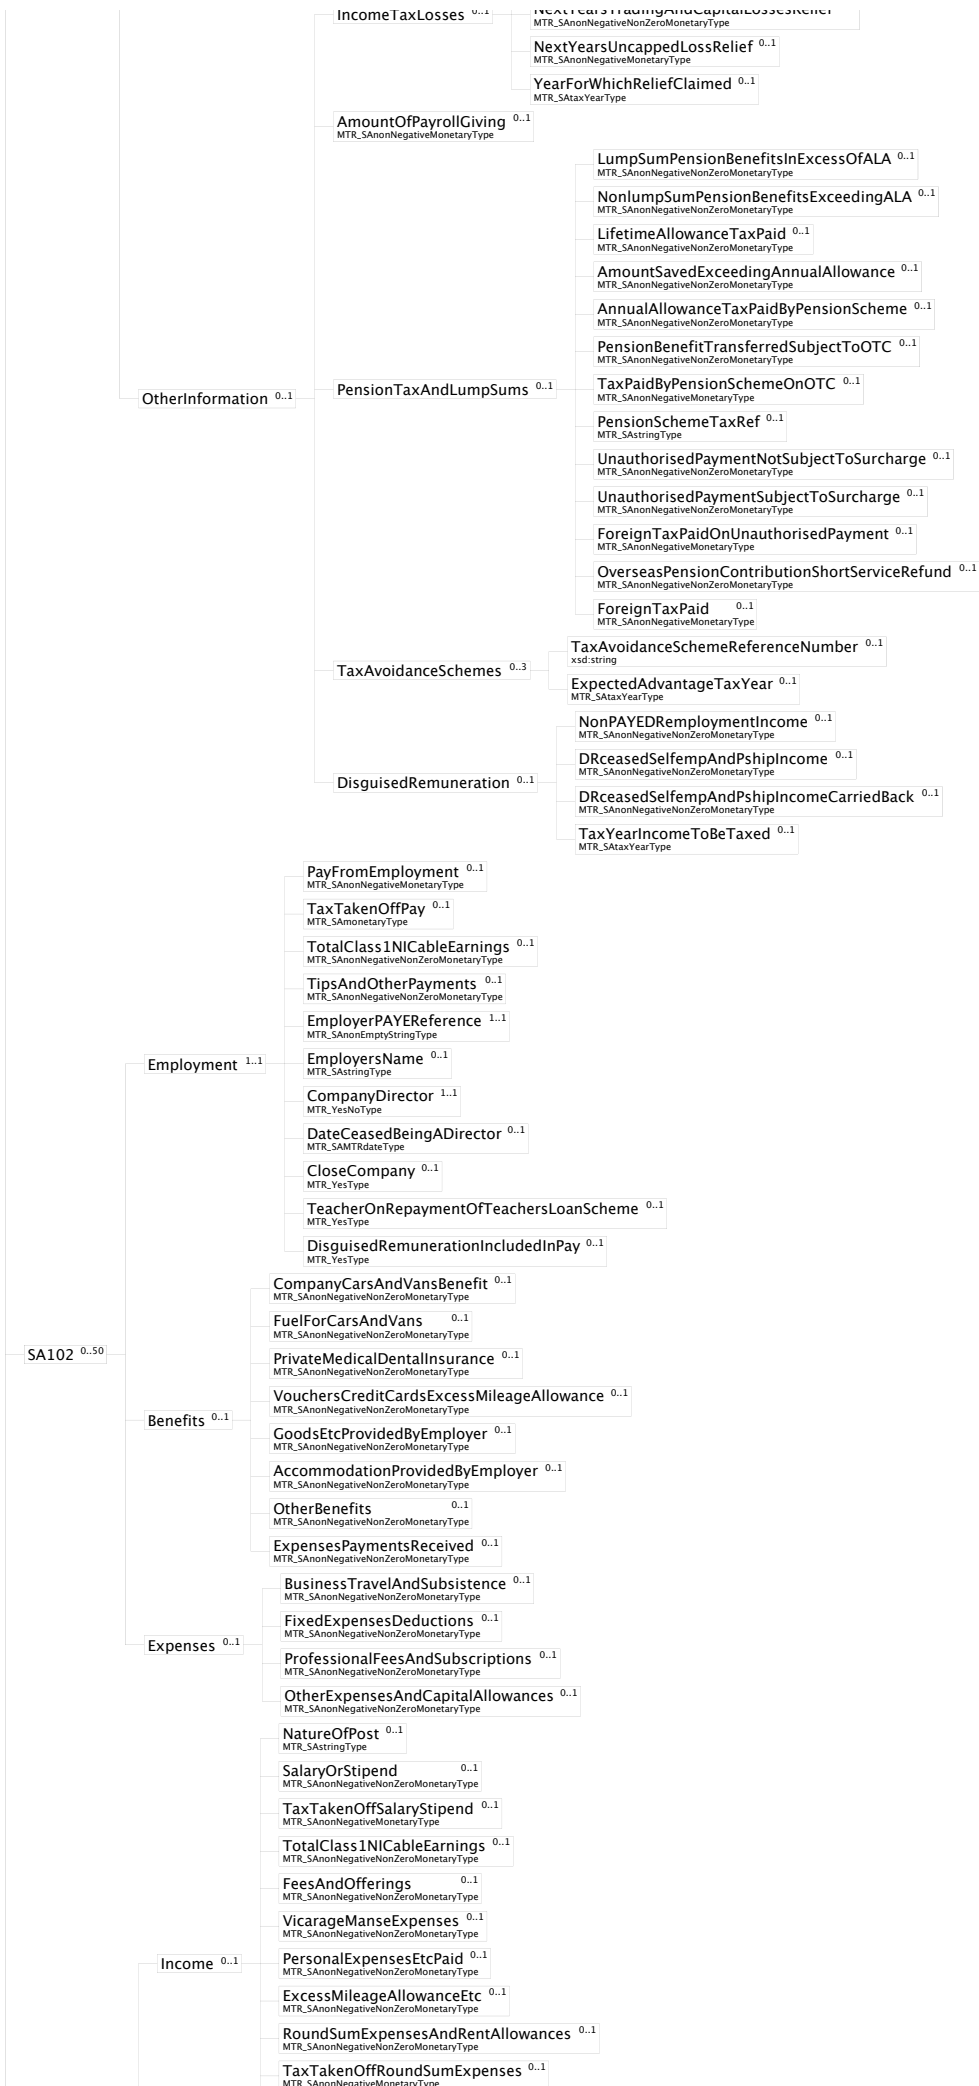 IncomeTaxLosses 0..1
NextYearsTradingAndCapitalLossesRelief
MTR_SAnonNegativeNonZeroMonetaryType
NextYearsUncappedLossRelief 0..1
MTR_SAnonNegativeMonetaryType
YearForWhichReliefClaimed 0..1
MTR_SAtaxYearType
AmountOfPayrollGiving 0..1
MTR_SAnonNegativeMonetaryType
LumpSumPensionBenefitsInExcessOfALA 0..1
MTR_SAnonNegativeNonZeroMonetaryType
NonlumpSumPensionBenefitsExceedingALA 0..1
MTR_SAnonNegativeNonZeroMonetaryType
LifetimeAllowanceTaxPaid 0..1
MTR_SAnonNegativeNonZeroMonetaryType
AmountSavedExceedingAnnualAllowance 0..1
MTR_SAnonNegativeNonZeroMonetaryType
AnnualAllowanceTaxPaidByPensionScheme 0..1
MTR_SAnonNegativeNonZeroMonetaryType
PensionBenefitTransferredSubjectToOTC 0..1
MTR_SAnonNegativeNonZeroMonetaryType
OtherInformation 0..1
PensionTaxAndLumpSums 0..1
TaxPaidByPensionSchemeOnOTC 0..1
MTR_SAnonNegativeMonetaryType
PensionSchemeTaxRef 0..1
MTR_SAstringType
UnauthorisedPaymentNotSubjectToSurcharge 0..1
MTR_SAnonNegativeNonZeroMonetaryType
UnauthorisedPaymentSubjectToSurcharge 0..1
MTR_SAnonNegativeNonZeroMonetaryType
ForeignTaxPaidOnUnauthorisedPayment 0..1
MTR_SAnonNegativeMonetaryType
OverseasPensionContributionShortServiceRefund 0..1
MTR_SAnonNegativeNonZeroMonetaryType
ForeignTaxPaid 0..1
MTR_SAnonNegativeMonetaryType
TaxAvoidanceSchemes 0..3
TaxAvoidanceSchemeReferenceNumber 0..1
xsd:string
ExpectedAdvantageTaxYear 0..1
MTR_SAtaxYearType
NonPAYEDRemploymentIncome 0..1
MTR_SAnonNegativeNonZeroMonetaryType
DRceasedSelfempAndPshipIncome 0..1
MTR_SAnonNegativeNonZeroMonetaryType
DisguisedRemuneration 0..1
DRceasedSelfempAndPshipIncomeCarriedBack 0..1
MTR_SAnonNegativeNonZeroMonetaryType
TaxYearIncomeToBeTaxed 0..1
MTR_SAtaxYearType
PayFromEmployment 0..1
MTR_SAnonNegativeMonetaryType
TaxTakenOffPay 0..1
MTR_SAmonetaryType
TotalClass1NICableEarnings 0..1
MTR_SAnonNegativeNonZeroMonetaryType
TipsAndOtherPayments 0..1
MTR_SAnonNegativeNonZeroMonetaryType
EmployerPAYEReference 1..1
MTR_SAnonEmptyStringType
Employment 1..1
EmployersName 0..1
MTR_SAstringType
CompanyDirector 1..1
MTR_YesNoType
DateCeasedBeingADirector 0..1
MTR_SAMTRdateType
CloseCompany 0..1
MTR_YesType
TeacherOnRepaymentOfTeachersLoanScheme 0..1
MTR_YesType
DisguisedRemunerationIncludedInPay 0..1
MTR_YesType
CompanyCarsAndVansBenefit 0..1
MTR_SAnonNegativeNonZeroMonetaryType
FuelForCarsAndVans 0..1
MTR_SAnonNegativeNonZeroMonetaryType
SA102 0..50
PrivateMedicalDentalInsurance 0..1
MTR_SAnonNegativeNonZeroMonetaryType
VouchersCreditCardsExcessMileageAllowance 0..1
MTR_SAnonNegativeNonZeroMonetaryType
Benefits 0..1
GoodsEtcProvidedByEmployer 0..1
MTR_SAnonNegativeNonZeroMonetaryType
AccommodationProvidedByEmployer 0..1
MTR_SAnonNegativeNonZeroMonetaryType
OtherBenefits 0..1
MTR_SAnonNegativeNonZeroMonetaryType
ExpensesPaymentsReceived 0..1
MTR_SAnonNegativeNonZeroMonetaryType
BusinessTravelAndSubsistence 0..1
MTR_SAnonNegativeNonZeroMonetaryType
FixedExpensesDeductions 0..1
MTR_SAnonNegativeNonZeroMonetaryType
Expenses 0..1
ProfessionalFeesAndSubscriptions 0..1
MTR_SAnonNegativeNonZeroMonetaryType
OtherExpensesAndCapitalAllowances 0..1
MTR_SAnonNegativeNonZeroMonetaryType
NatureOfPost 0..1
MTR_SAstringType
SalaryOrStipend 0..1
MTR_SAnonNegativeNonZeroMonetaryType
TaxTakenOffSalaryStipend 0..1
MTR_SAnonNegativeMonetaryType
TotalClass1NICableEarnings 0..1
MTR_SAnonNegativeNonZeroMonetaryType
FeesAndOfferings 0..1
MTR_SAnonNegativeNonZeroMonetaryType
VicarageManseExpenses 0..1
MTR_SAnonNegativeNonZeroMonetaryType
Income 0..1
PersonalExpensesEtcPaid 0..1
MTR_SAnonNegativeNonZeroMonetaryType
ExcessMileageAllowanceEtc 0..1
MTR_SAnonNegativeNonZeroMonetaryType
RoundSumExpensesAndRentAllowances 0..1
MTR_SAnonNegativeNonZeroMonetaryType
TaxTakenOffRoundSumExpenses 0..1
MTR_SAnonNegativeMonetaryType